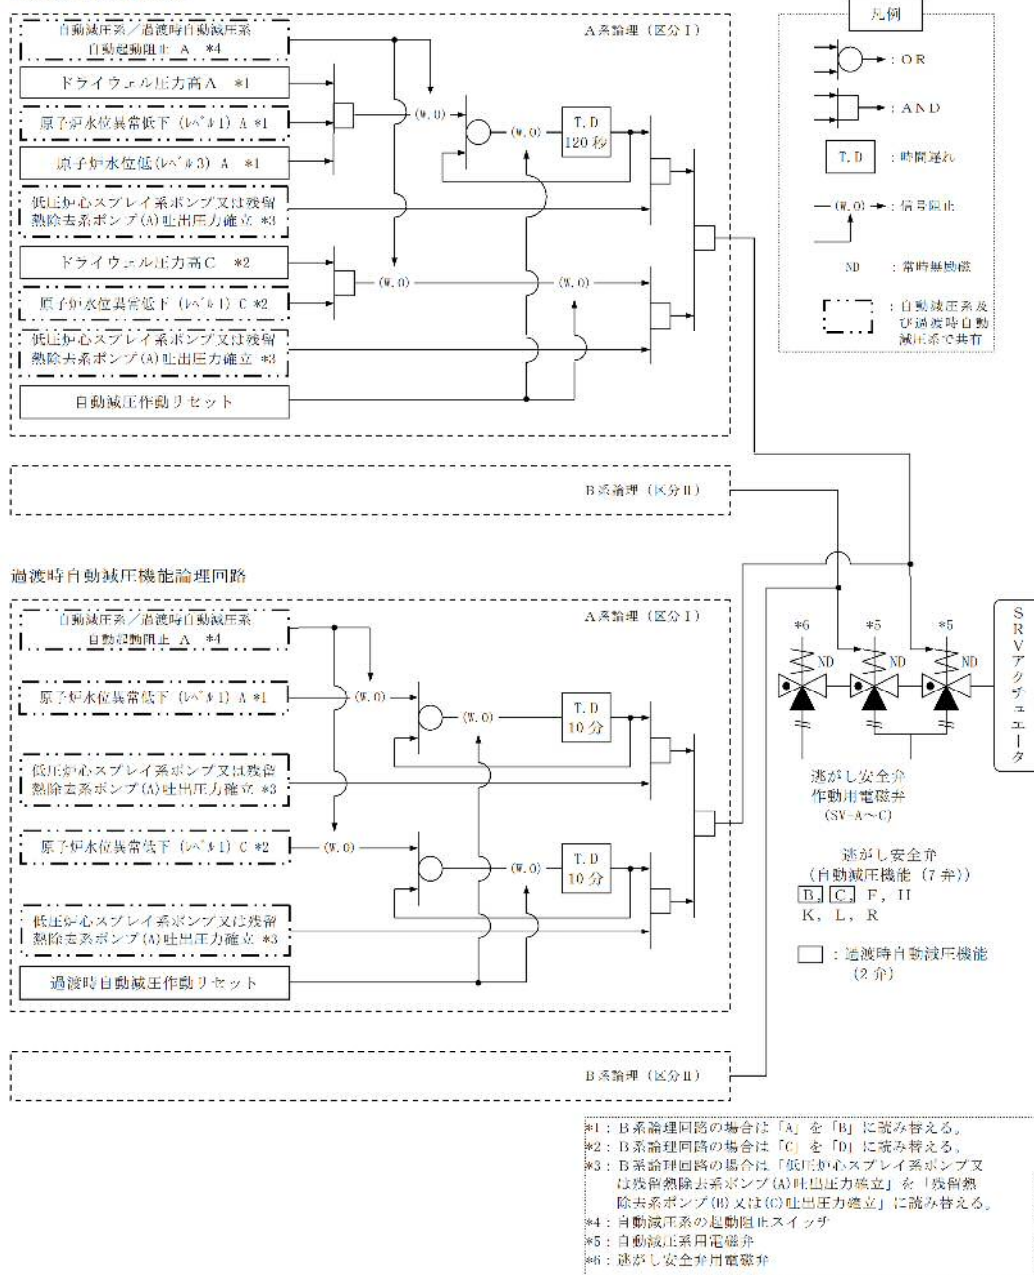 自動減圧系／過渡時自動減圧系
自動起動阻止 A *4
A系論理（区分Ⅰ）
ドライウェル圧力高A *1
原子炉水位異常低下（レベル1）A *1
原子炉水位低(レベル3) A *1
低圧炉心スプレイ系ポンプ又は残留
熱除去系ポンプ(A)吐出圧力確立 *3
ドライウェル圧力高C *2
原子炉水位異常低下（レベル1）C *2
低圧炉心スプレイ系ポンプ又は残留
熱除去系ポンプ(A)吐出圧力確立 *3
自動減圧作動リセット
(W.O)
(W.O)
T.D
120秒
(W.O)
(W.O)
凡例
：OR
：AND
T.D
：時間遅れ
(W.O)
：信号阻止
ND
：常時無励磁
：自動減圧系及
び過渡時自動
減圧系で共有
B系論理（区分Ⅱ）
過渡時自動減圧機能論理回路
自動減圧系／過渡時自動減圧系
自動起動阻止 A *4
A系論理（区分Ⅰ）
原子炉水位異常低下（レベル1）A *1
低圧炉心スプレイ系ポンプ又は残留
熱除去系ポンプ(A)吐出圧力確立 *3
原子炉水位異常低下（レベル1）C *2
低圧炉心スプレイ系ポンプ又は残留
熱除去系ポンプ(A)吐出圧力確立 *3
過渡時自動減圧作動リセット
(W.O)
(W.O)
T.D
10分
(W.O)
(W.O)
T.D
10分
*6
*5
*5
ND
ND
ND
SRVアクチュエータ
逃がし安全弁
作動用電磁弁
(SV-A～C)
逃がし安全弁
（自動減圧機能（7弁））
B, C, F, H
K, L, R
：過渡時自動減圧機能
（2弁）
B系論理（区分Ⅱ）
*1：B系論理回路の場合は「A」を「B」に読み替える。
*2：B系論理回路の場合は「C」を「D」に読み替える。
*3：B系論理回路の場合は「低圧炉心スプレイ系ポンプ又
は残留熱除去系ポンプ(A)吐出圧力確立」を「残留熱
除去系ポンプ(B)又は(C)吐出圧力確立」に読み替える。
*4：自動減圧系の起動阻止スイッチ
*5：自動減圧系用電磁弁
*6：逃がし安全弁用電磁弁